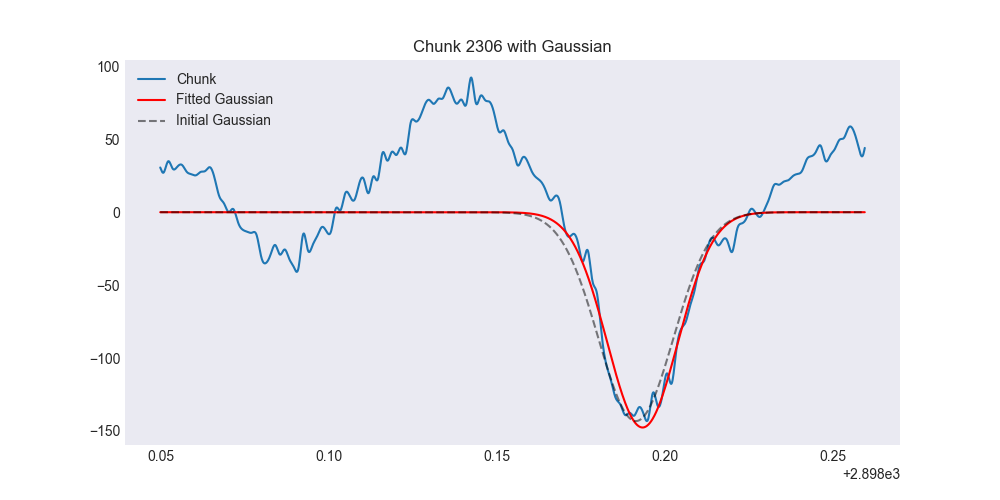 Chunk 2306 with Gaussian
Chunk
Fitted Gaussian
Initial Gaussian
100
50
0
−50
−100
−150
0.05 0.10 0.15 0.20 0.25
+2.898e3